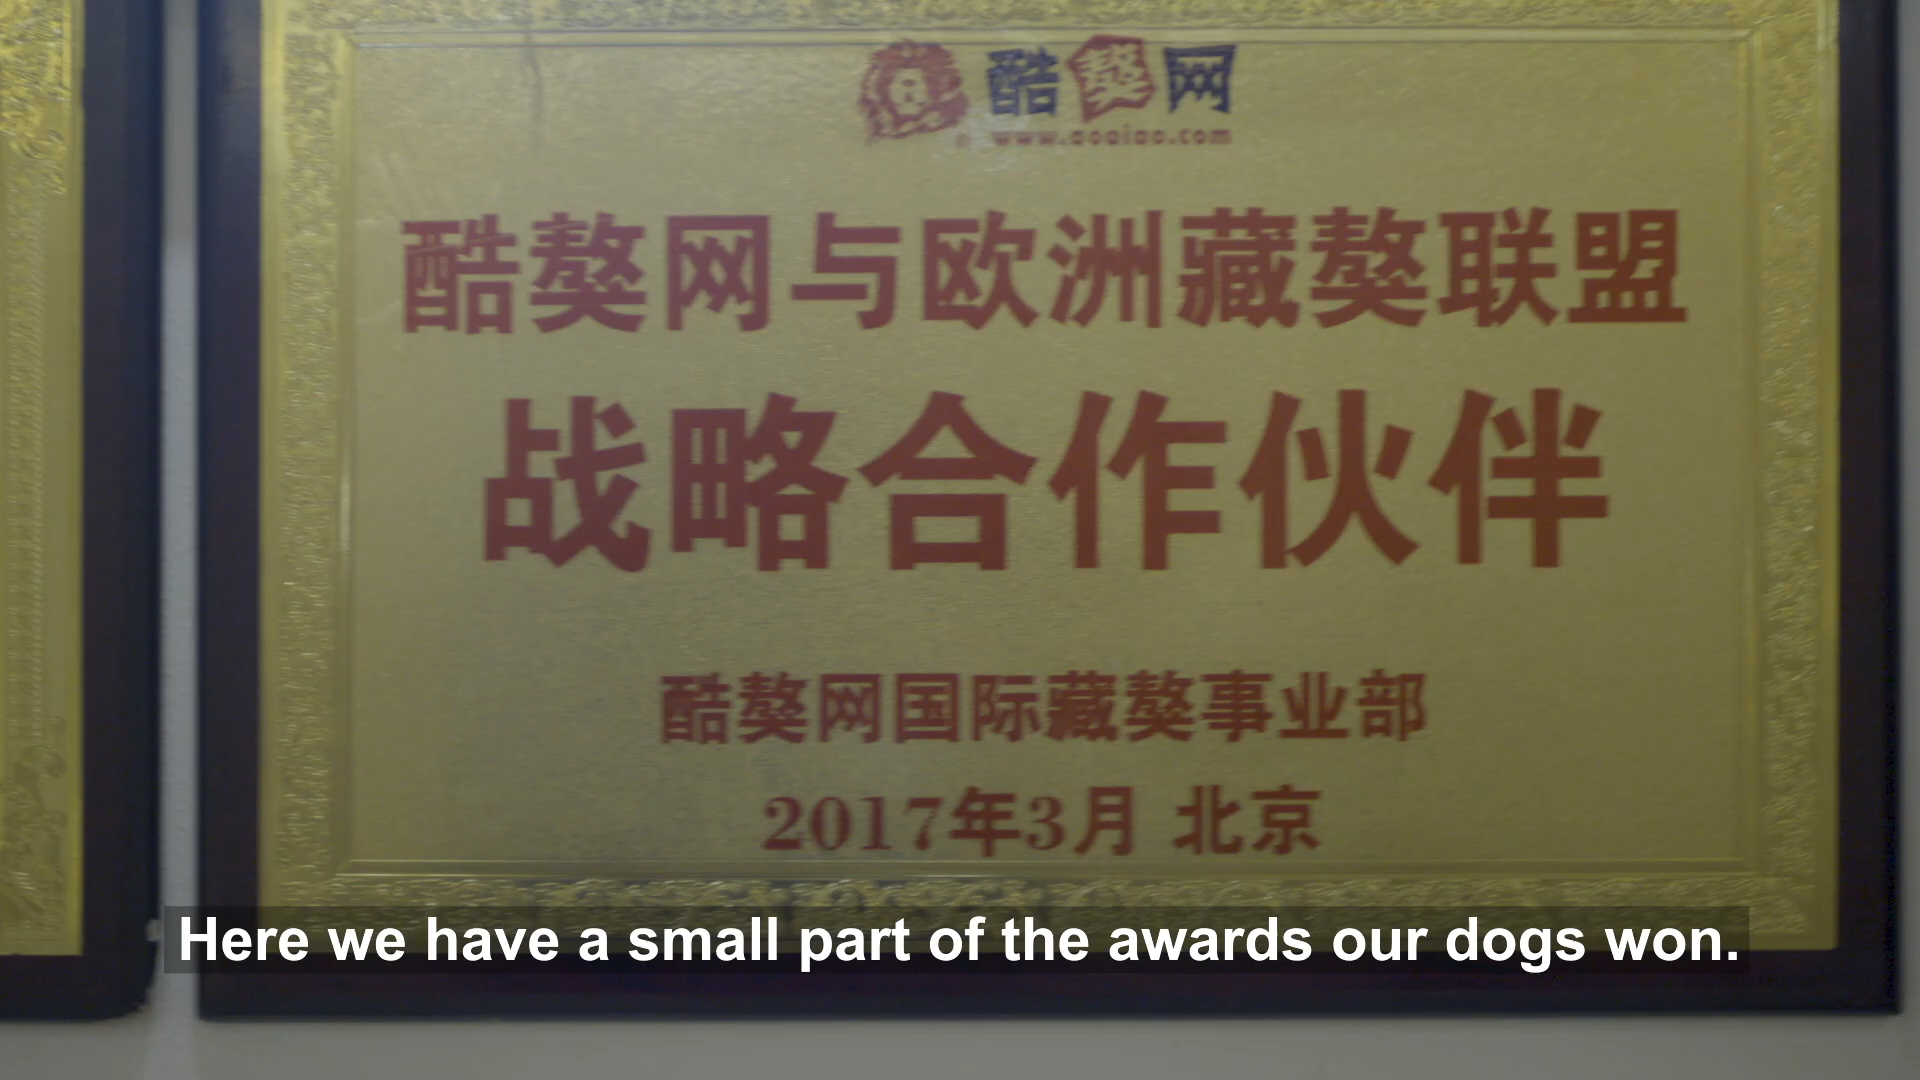 酷獒网
www.aoaiao.com
酷獒网与欧洲藏獒联盟
战略合作伙伴
酷獒网国际藏獒事业部
2017年3月 北京
Here we have a small part of the awards our dogs won.